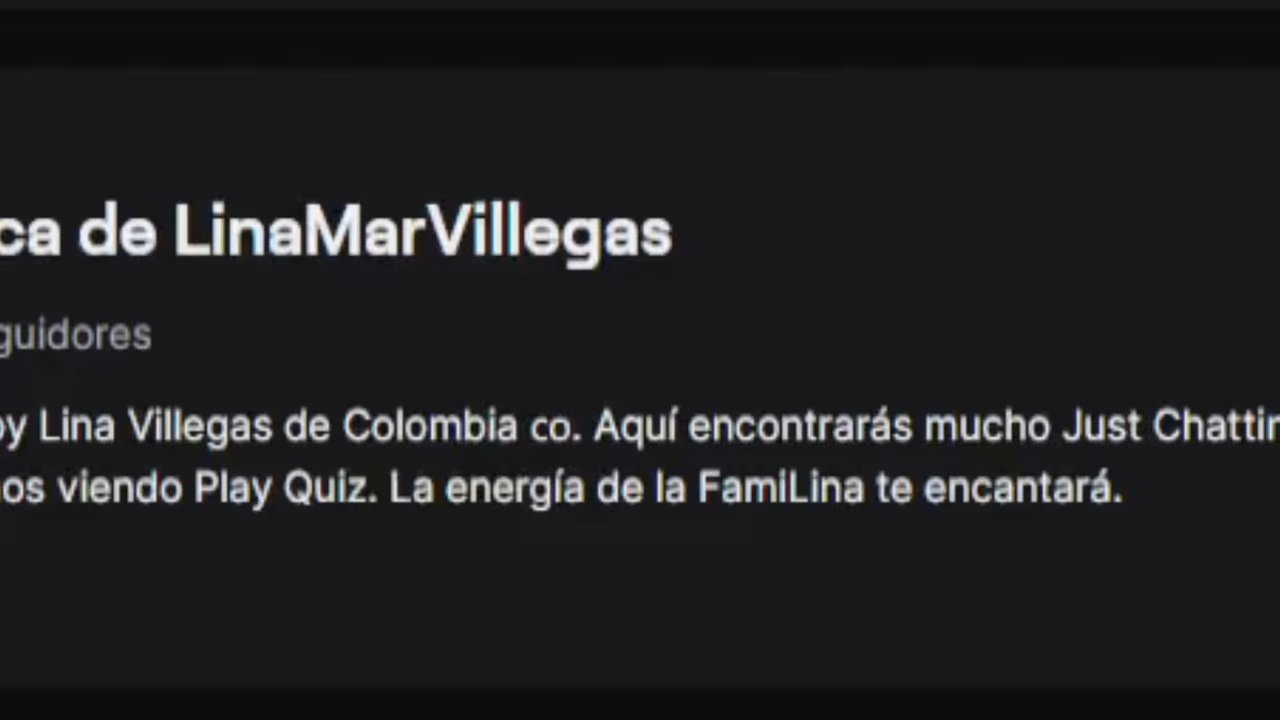 ca de LinaMarVillegas
guidores
oy Lina Villegas de Colombia co. Aquí encontrarás mucho Just Chattin
os viendo Play Quiz. La energía de la FamiLina te encantará.